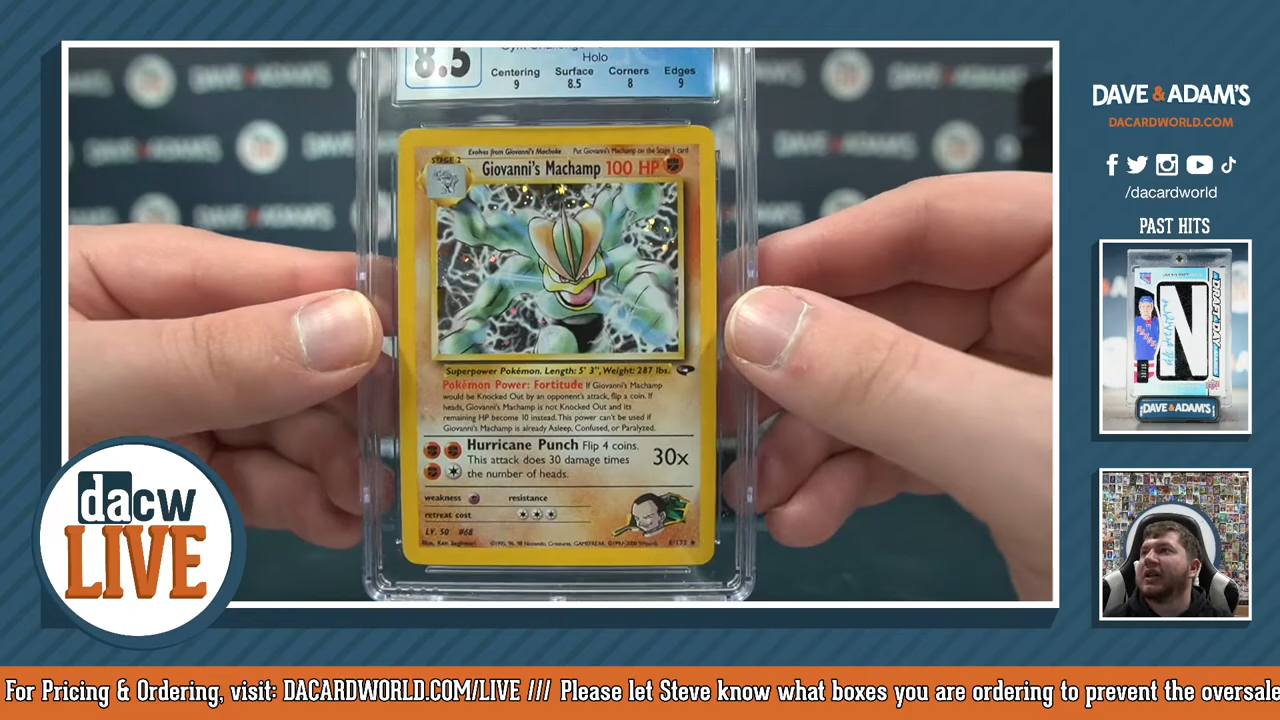 8.5
Gym Challenge
Holo
Centering Surface Corners Edges
9 8.5 8 9
STAGE 2
Evolves from Giovanni's Machoke Put Giovanni's Machamp on the Stage 1 card
Giovanni's Machamp 100 HP
Superpower Pokémon. Length: 5' 3", Weight: 287 lbs.
Pokémon Power: Fortitude If Giovanni's Machamp
would be Knocked Out by an opponent's attack, flip a coin. If
heads, Giovanni's Machamp is not Knocked Out and its
remaining HP become 10 instead. This power can't be used if
Giovanni's Machamp is already Asleep, Confused, or Paralyzed.
Hurricane Punch Flip 4 coins.
This attack does 30 damage times
the number of heads.
30x
weakness resistance
retreat cost
LV. 50 #68
6/132
DAVE & ADAM'S
DACARDWORLD.COM
/dacardworld
PAST HITS
N
DAVE & ADAM'S
dacw
LIVE
For Pricing & Ordering, visit: DACARDWORLD.COM/LIVE /// Please let Steve know what boxes you are ordering to prevent the oversale